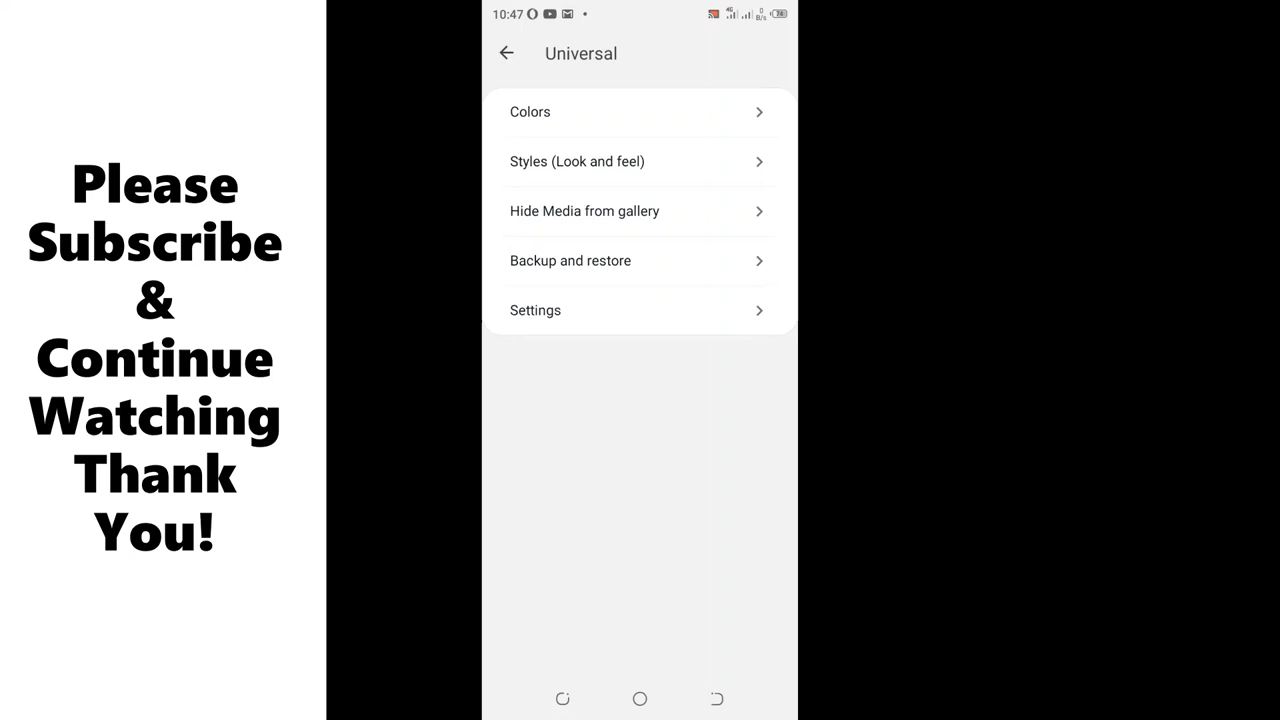 Please
Subscribe
&
Continue
Watching
Thank
You!
10:47
Universal
Colors
Styles (Look and feel)
Hide Media from gallery
Backup and restore
Settings